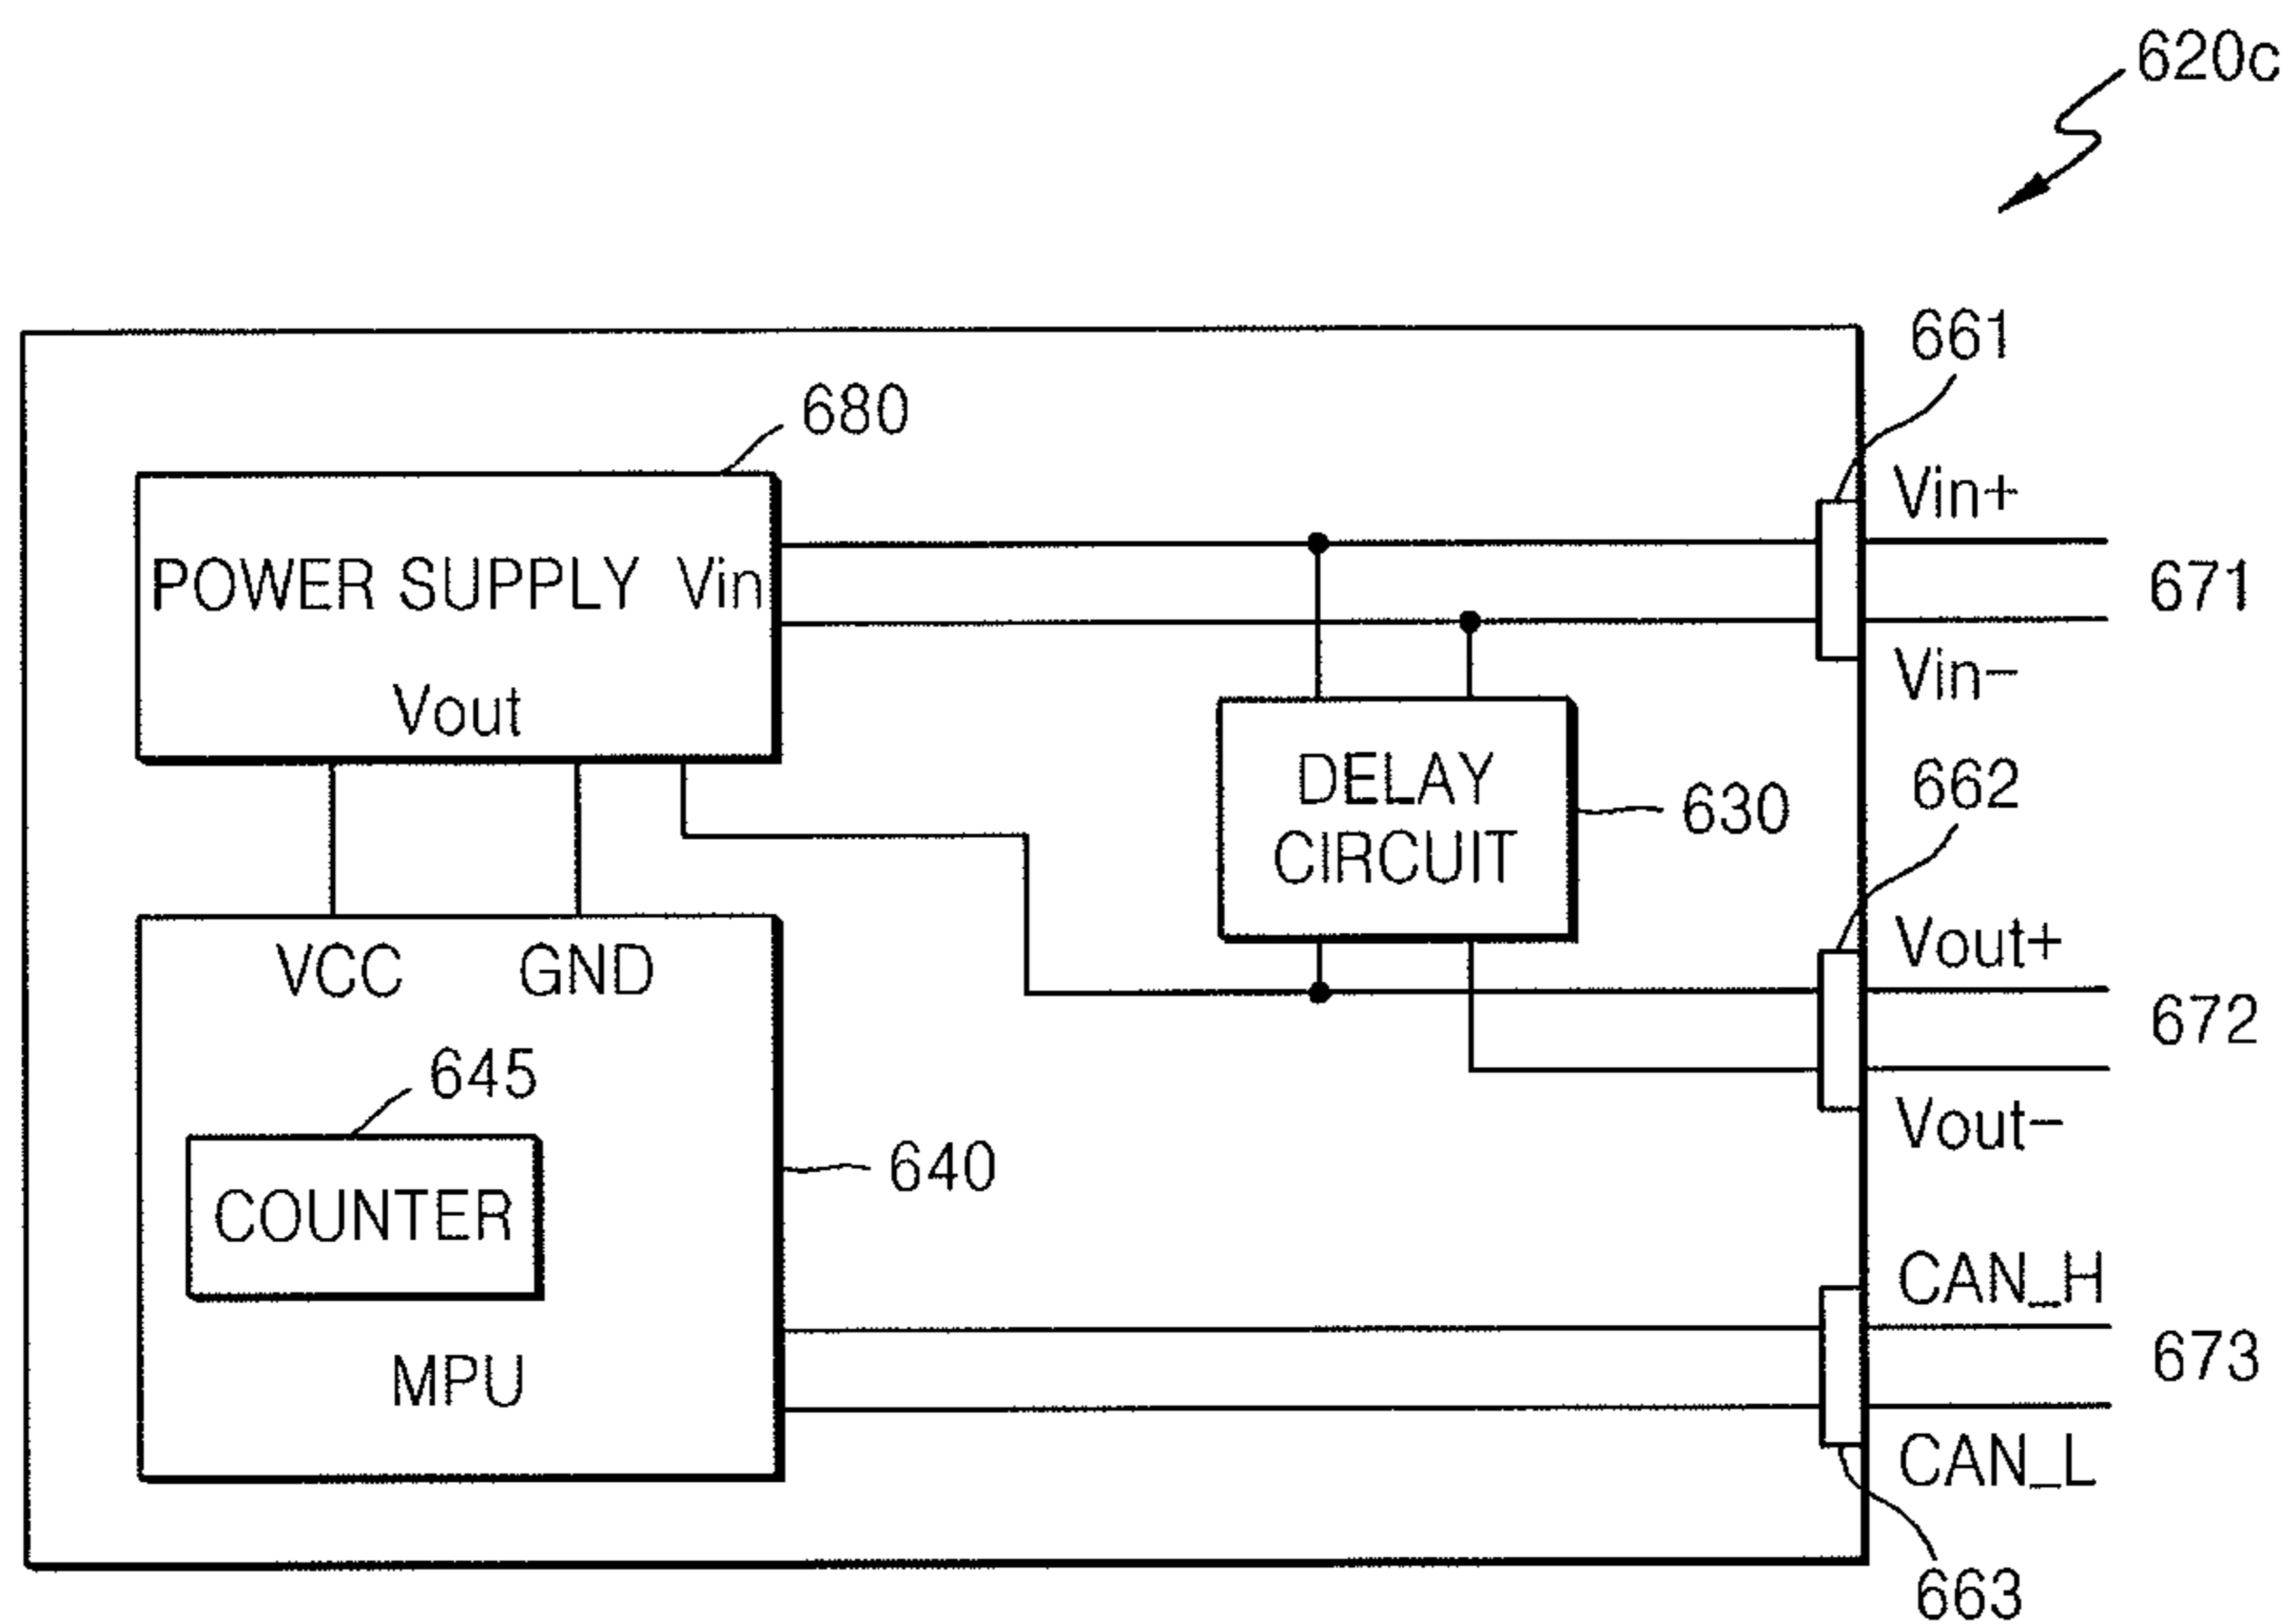 620c
661
680
Vin+
POWER SUPPLY Vin
671
Vin-
Vout
DELAY
CIRCUIT
630
662
Vout+
VCC GND
672
645
Vout-
640
COUNTER
CAN_H
MPU
673
CAN_L
663